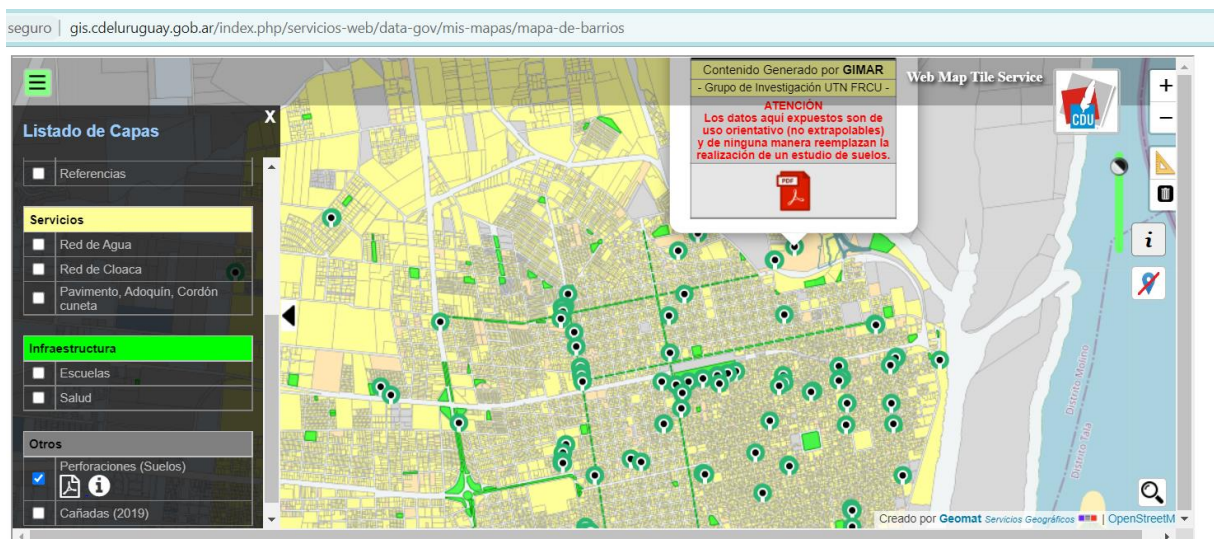 seguro | gis.cdeluruguay.gob.ar/index.php/servicios-web/data-gov/mis-mapas/mapa-de-barrios
Contenido Generado por GIMAR
- Grupo de Investigación UTN FRCU -
ATENCIÓN
Los datos aquí expuestos son de
uso orientativo (no extrapolables)
y de ninguna manera reemplazan la
realización de un estudio de suelos.
PDF
Web Map Tile Service
CDU
+
−
i
X
Listado de Capas
Referencias
Servicios
Red de Agua
Red de Cloaca
Pavimento, Adoquín, Cordón
cuneta
Infraestructura
Escuelas
Salud
Otros
Perforaciones (Suelos)
Cañadas (2019)
Distrito Molino
Distrito Tala
Creado por Geomat Servicios Geográficos | OpenStreetM